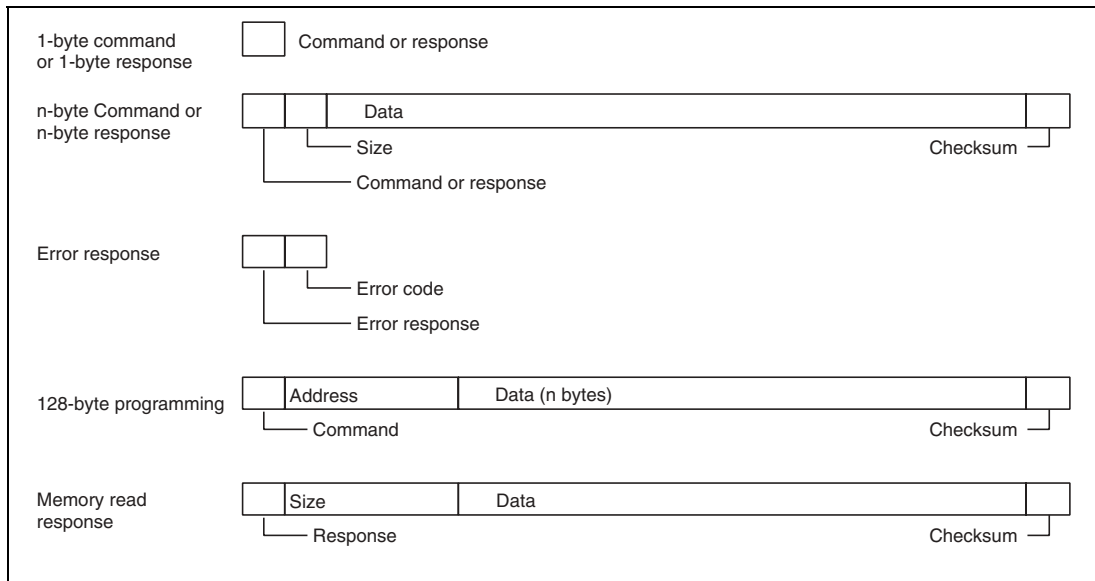 1-byte command
or 1-byte response
Command or response
n-byte Command or
n-byte response
Data
Size
Checksum
Command or response
Error response
Error code
Error response
128-byte programming
Address
Data (n bytes)
Command
Checksum
Memory read
response
Size
Data
Response
Checksum